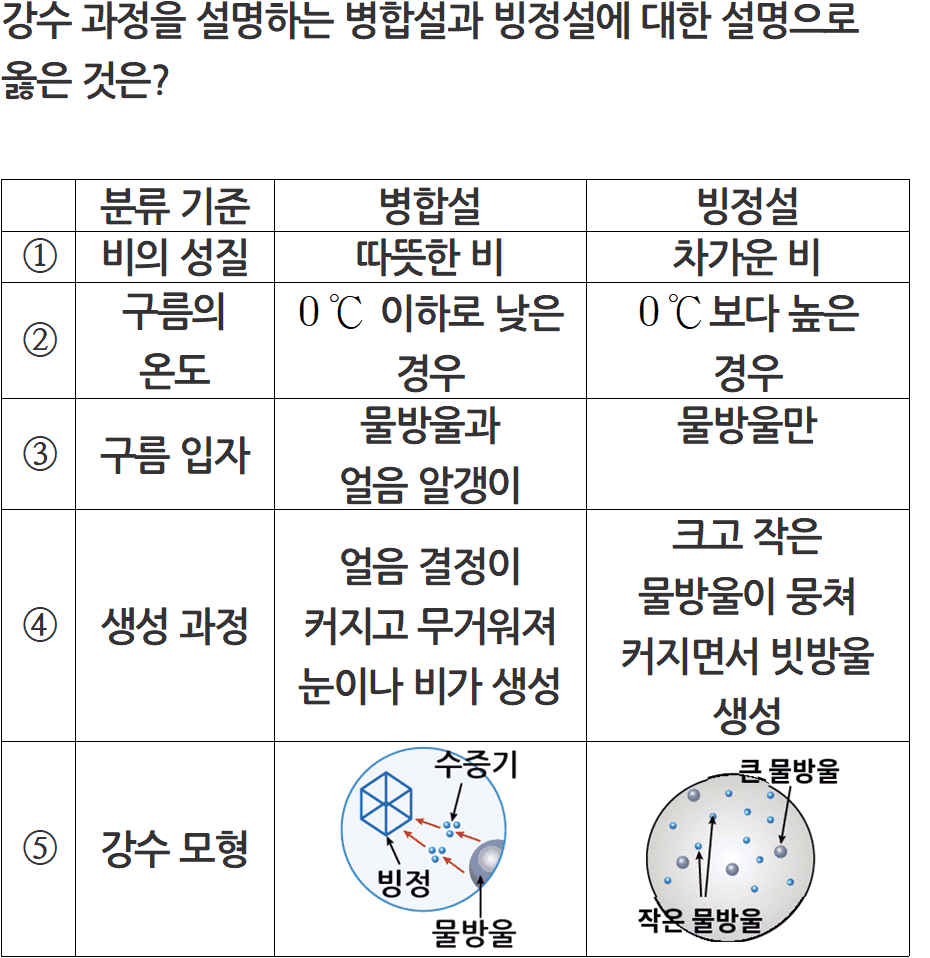 강수 과정을 설명하는 병합설과 빙정설에 대한 설명으로
옳은 것은?
분류 기준 병합설 빙정설
① 비의 성질 따뜻한 비 차가운 비
② 구름의 온도 0℃ 이하로 낮은 경우 0℃보다 높은 경우
③ 구름 입자 물방울과 얼음 알갱이 물방울만
④ 생성 과정 얼음 결정이 커지고 무거워져 눈이나 비가 생성 크고 작은 물방울이 뭉쳐 커지면서 빗방울 생성
⑤ 강수 모형
수증기
빙정
물방울
큰 물방울
작은 물방울